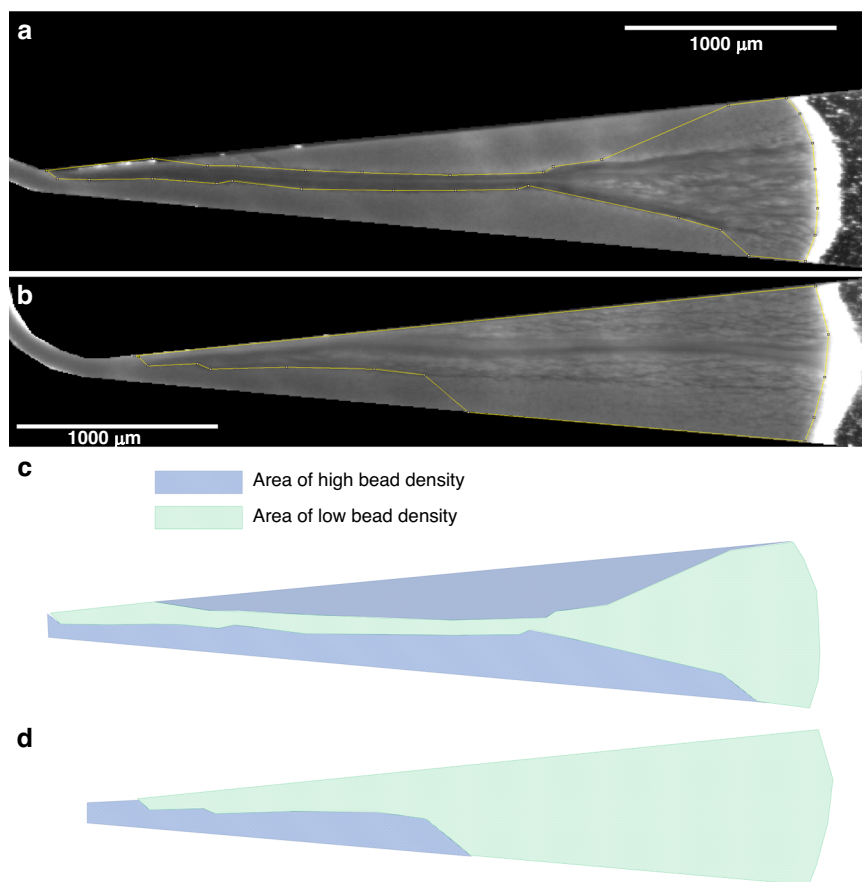 a
1000 μm
b
1000 μm
c
Area of high bead density
Area of low bead density
d